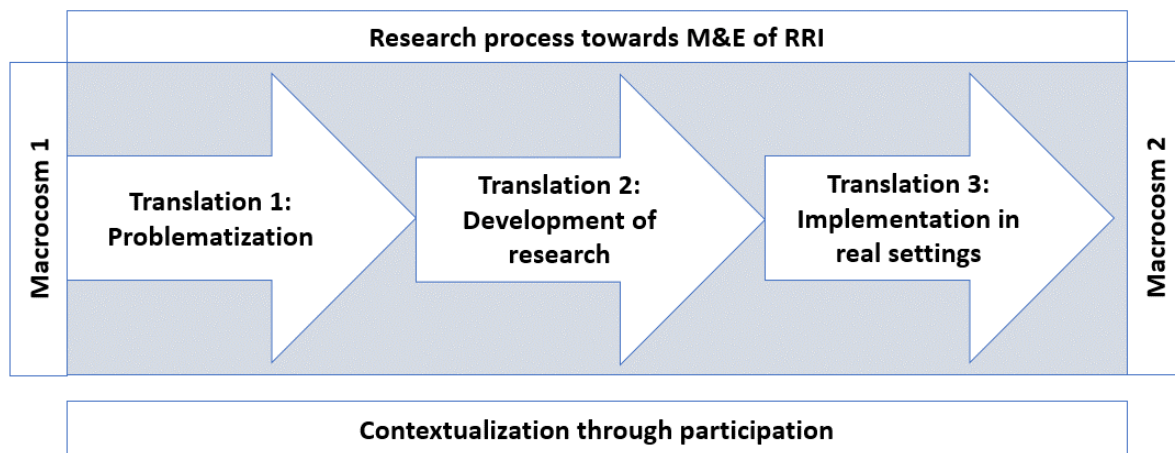 Research process towards M&E of RRI
Macrocosm 1
Translation 1:
Problematization
Translation 2:
Development of
research
Translation 3:
Implementation in
real settings
Macrocosm 2
Contextualization through participation